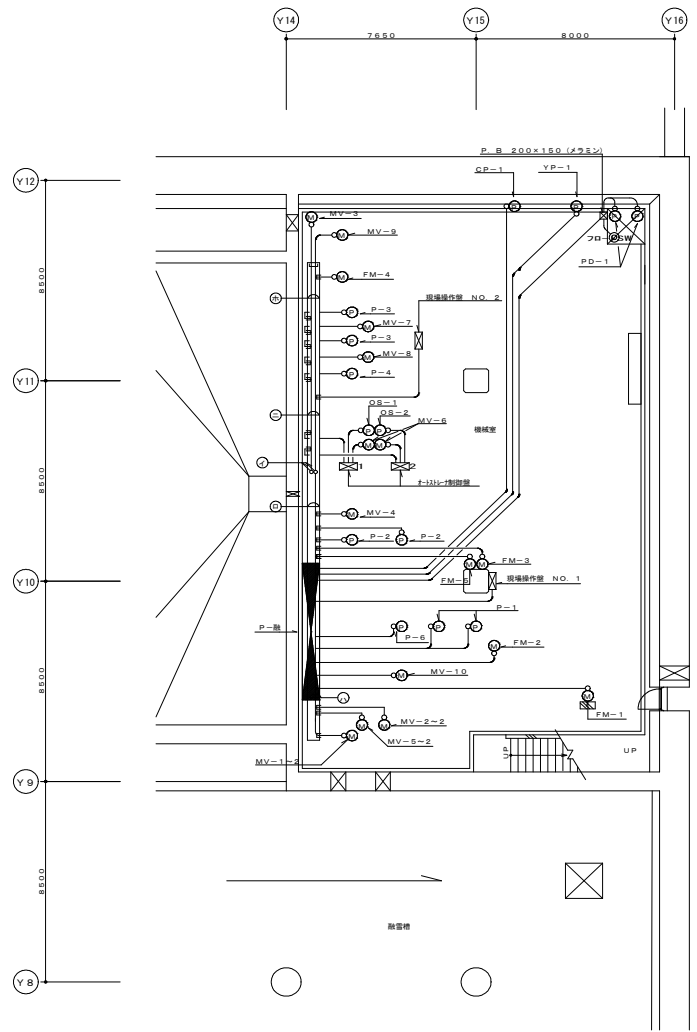 Y14
Y15
Y16
7650
8000
P. B 200×150 (メラミン)
CP-1
YP-1
Y12
M
MV-3
P
P
P
P
M
MV-9
フロートSW
PD-1
M
FM-4
8500
ホ
P-3
現場操作盤 NO. 2
P
MV-7
M
P-3
P
MV-8
M
P-4
P
Y11
OS-1
OS-2
ニ
MV-6
P
P
機械室
M
M
イ
1
2
8500
オートストレーナ制御盤
ロ
MV-4
M
P-2
P
P-2
P
FM-3
M
M
Y10
FM-5
現場操作盤 NO. 1
P-1
P-融
P
P
P
P-6
FM-2
M
MV-10
M
8500
ハ
M
FM-1
MV-2~2
M
M
MV-5~2
M
MV-1~2
UP
UP
Y9
8500
融雪槽
Y8